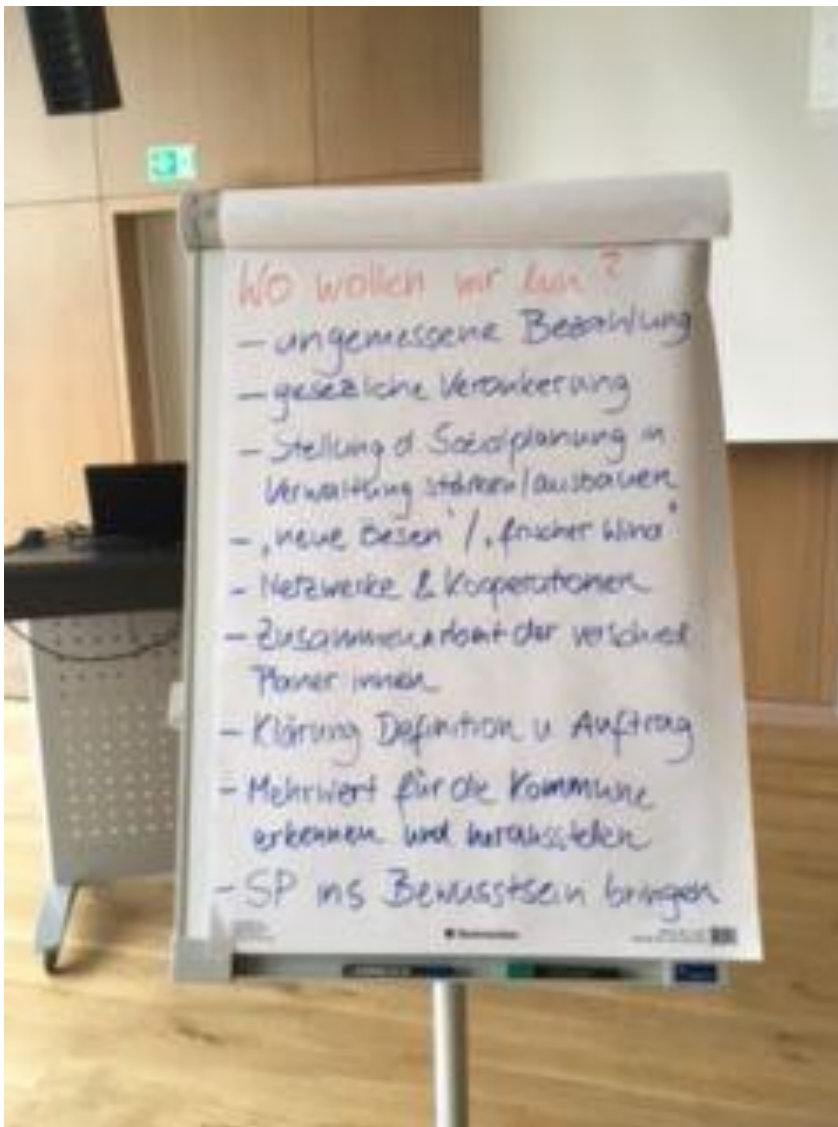 Wo wollen wir hin?
- angemessene Bezahlung
- gesezliche Verankerung
- Stellung d Sozialplanung in
Verwaltung stärken/ausbauen
- „neue Besen“ / „frischer Wind“
- Netzwerke & Kooperationen
- Zusammenarbeit der verschied
Planer innen
- Klärung Definition u Auftrag
- Mehrwert für die Kommune
erkennen und herausstellen
- SP ins Bewusstsein bringen